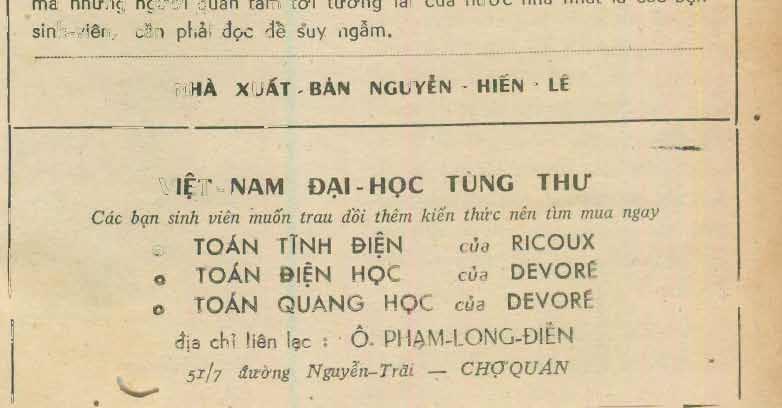 mà những người quan tâm tới tương lai của nước nhà nhất là các bạn
sinh-viên, cần phải đọc để suy ngẫm.
NHÀ XUẤT-BẢN NGUYỄN-HIẾN-LÊ
VIỆT-NAM ĐẠI-HỌC TÙNG THƯ
Các bạn sinh viên muốn trau dồi thêm kiến thức nên tìm mua ngay
TOÁN TĨNH ĐIỆN của RICOUX
TOÁN ĐIỆN HỌC của DEVORÉ
TOÁN QUANG HỌC của DEVORÉ
địa chỉ liên lạc : Ô. PHẠM-LONG-ĐIỀN
51/7 đường Nguyễn-Trãi — CHỢQUÁN